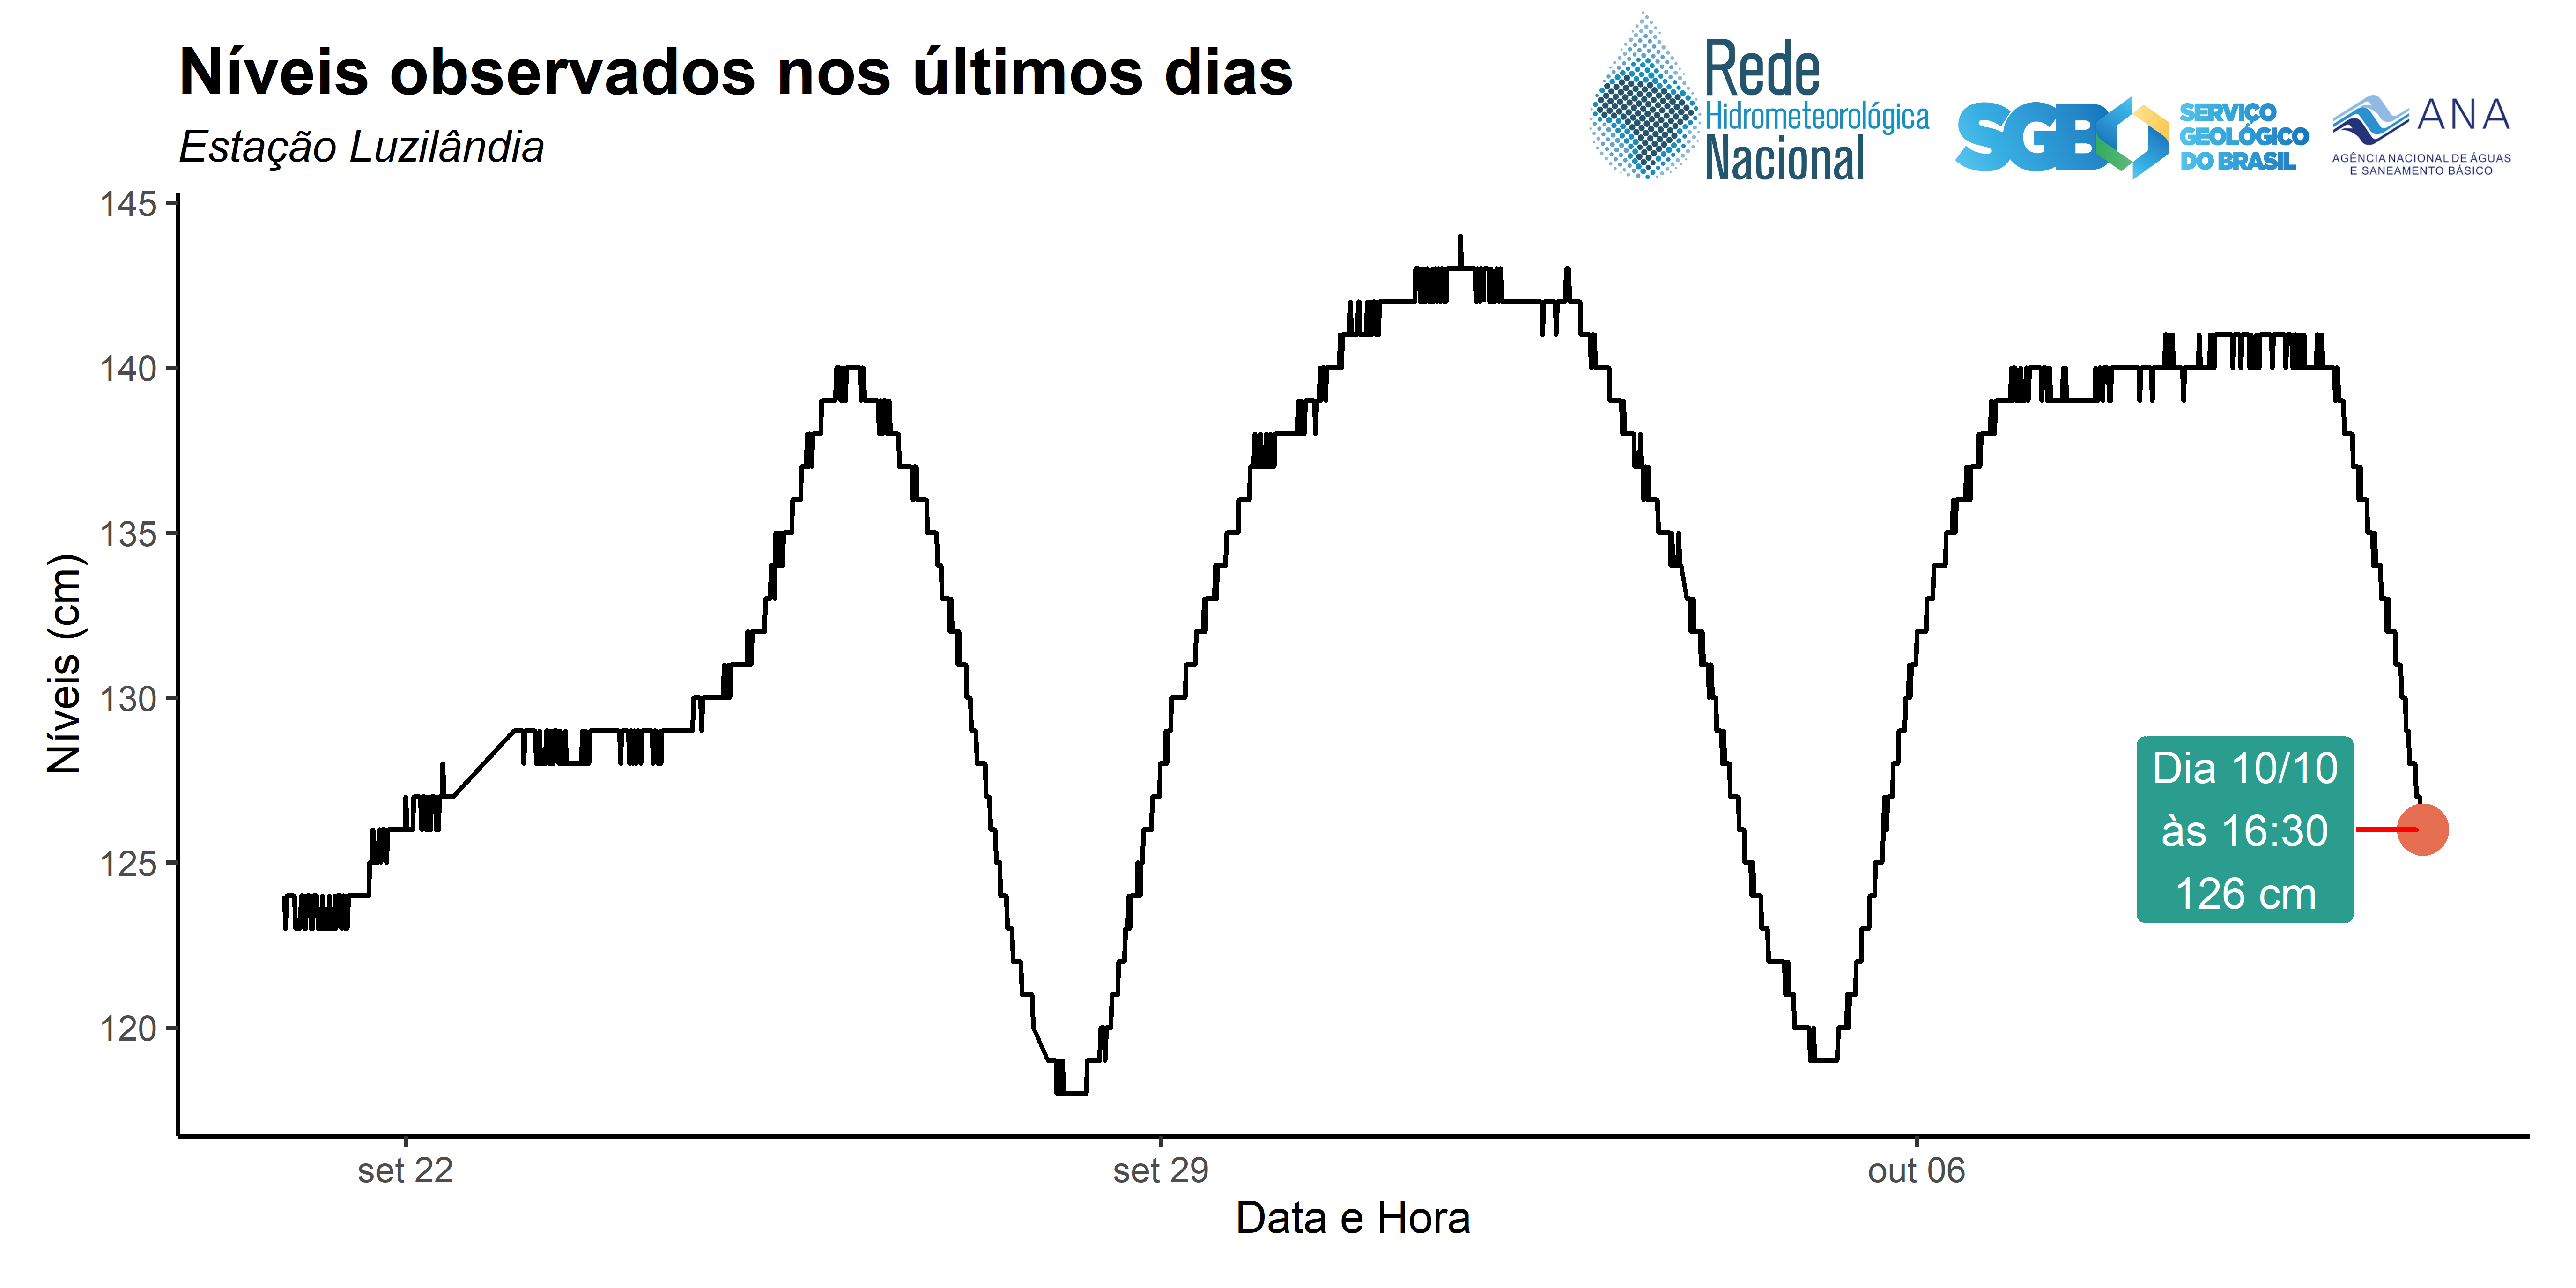 Níveis observados nos últimos dias
Estação Luzilândia
Rede
Hidrometeorológica
Nacional
SGB
SERVIÇO
GEOLÓGICO
DO BRASIL
ANA
AGÊNCIA NACIONAL DE ÁGUAS
E SANEAMENTO BÁSICO
145
140
135
130
125
120
Níveis (cm)
Dia 10/10
às 16:30
126 cm
set 22
set 29
out 06
Data e Hora